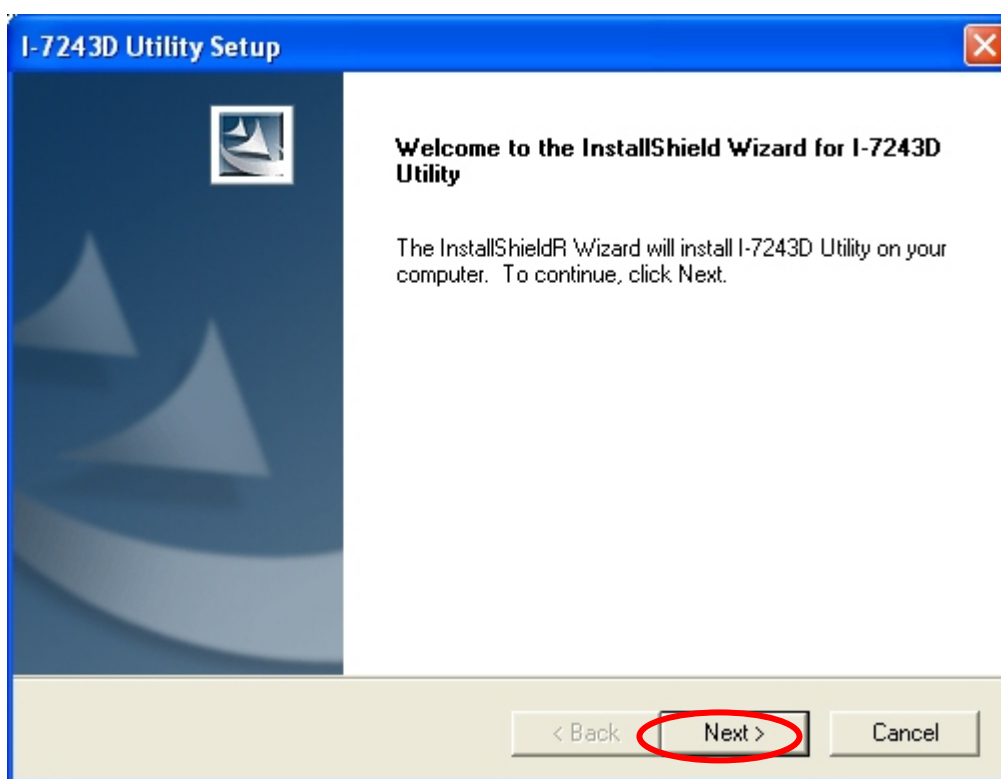 I-7243D Utility Setup
Welcome to the InstallShield Wizard for I-7243D
Utility
The InstallShieldR Wizard will install I-7243D Utility on your
computer. To continue, click Next.
< Back
Next >
Cancel